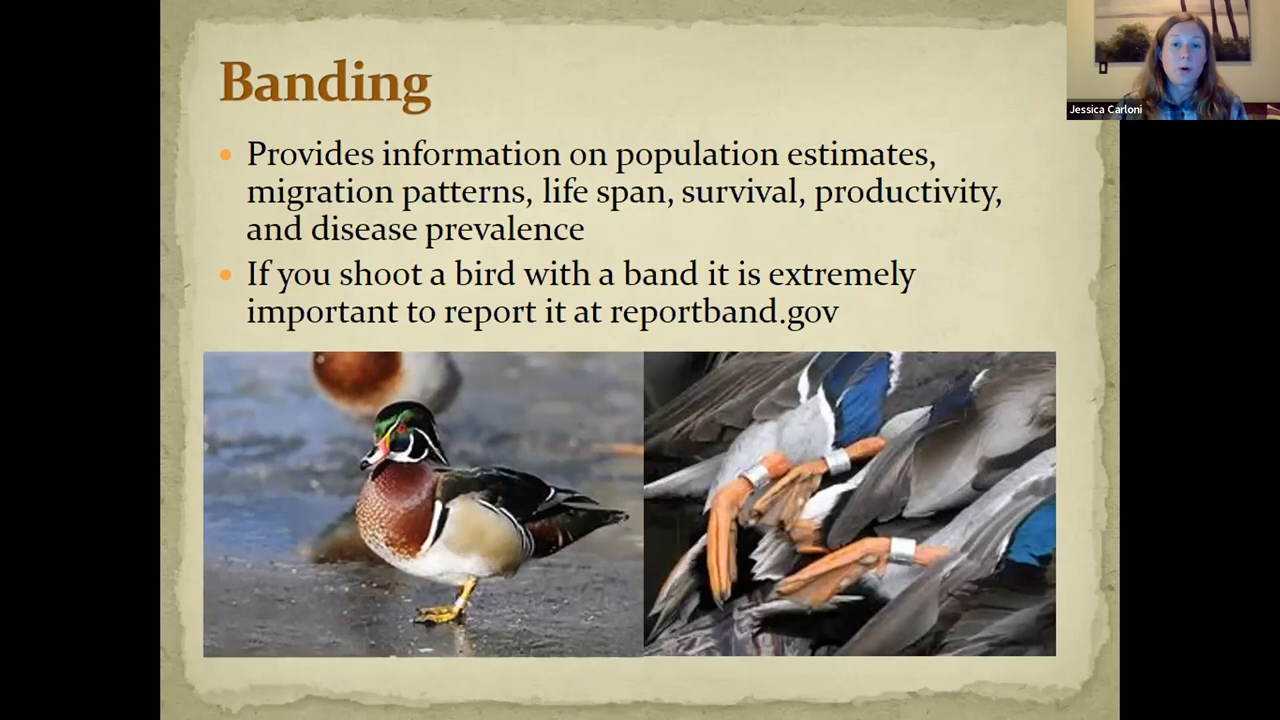 Banding
Jessica Carloni
• Provides information on population estimates,
migration patterns, life span, survival, productivity,
and disease prevalence
• If you shoot a bird with a band it is extremely
important to report it at reportband.gov